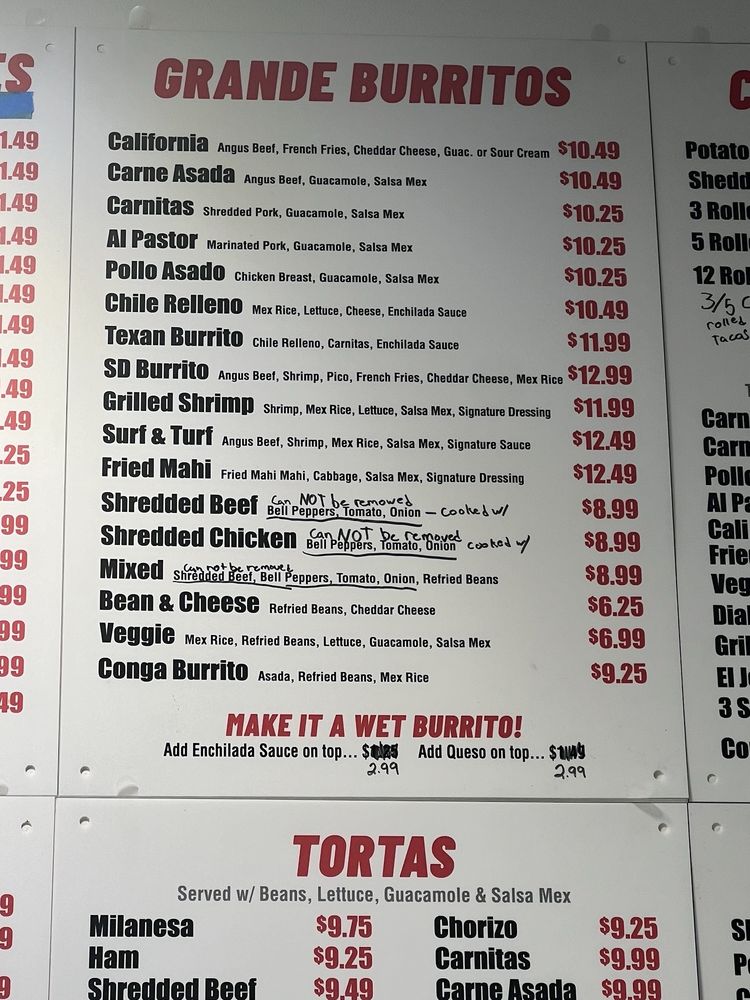 GRANDE BURRITOS
California Angus Beef, French Fries, Cheddar Cheese, Guac. or Sour Cream $10.49
Carne Asada Angus Beef, Guacamole, Salsa Mex $10.49
Carnitas Shredded Pork, Guacamole, Salsa Mex $10.25
Al Pastor Marinated Pork, Guacamole, Salsa Mex $10.25
Pollo Asado Chicken Breast, Guacamole, Salsa Mex $10.25
Chile Relleno Mex Rice, Lettuce, Cheese, Enchilada Sauce $10.49
Texan Burrito Chile Relleno, Carnitas, Enchilada Sauce $11.99
SD Burrito Angus Beef, Shrimp, Pico, French Fries, Cheddar Cheese, Mex Rice $12.99
Grilled Shrimp Shrimp, Mex Rice, Lettuce, Salsa Mex, Signature Dressing $11.99
Surf & Turf Angus Beef, Shrimp, Mex Rice, Salsa Mex, Signature Sauce $12.49
Fried Mahi Fried Mahi Mahi, Cabbage, Salsa Mex, Signature Dressing $12.49
can NOT be removed
Shredded Beef Bell Peppers, Tomato, Onion - cooked w/ $8.99
can NOT be removed
Shredded Chicken Bell Peppers, Tomato, Onion cooked w/ $8.99
can not be removed
Mixed Shredded Beef, Bell Peppers, Tomato, Onion, Refried Beans $8.99
Bean & Cheese Refried Beans, Cheddar Cheese $6.25
Veggie Mex Rice, Refried Beans, Lettuce, Guacamole, Salsa Mex $6.99
Conga Burrito Asada, Refried Beans, Mex Rice $9.25
MAKE IT A WET BURRITO!
Add Enchilada Sauce on top... $ Add Queso on top... $
2.99 2.99
TORTAS
Served w/ Beans, Lettuce, Guacamole & Salsa Mex
Milanesa $9.75 Chorizo $9.25
Ham $9.25 Carnitas $9.99
Shredded Beef $9.49 Carne Asada $9.99
Potato
3 Roll
5 Roll
12 Rol
3/5
rolled
Tacos